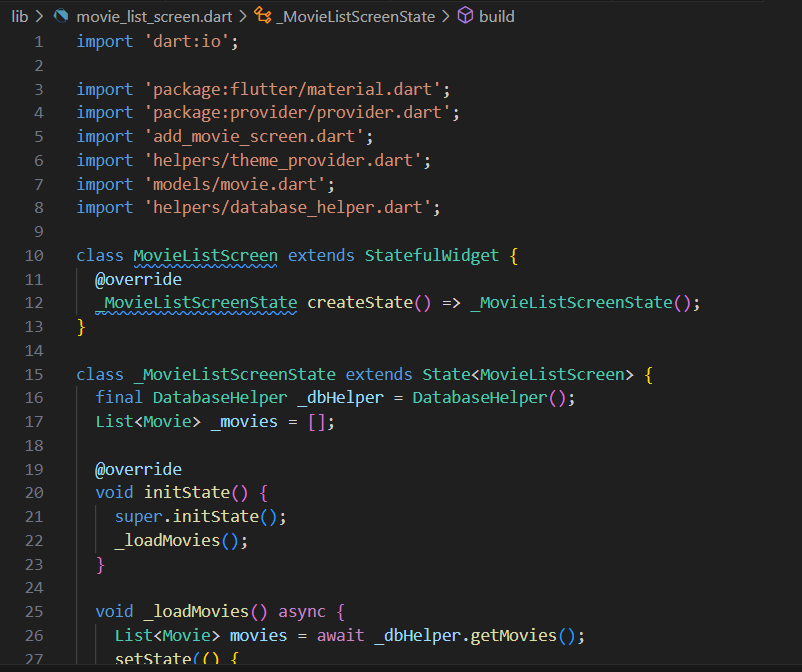 lib > movie_list_screen.dart > _MovieListScreenState > build
1 import 'dart:io';
2
3 import 'package:flutter/material.dart';
4 import 'package:provider/provider.dart';
5 import 'add_movie_screen.dart';
6 import 'helpers/theme_provider.dart';
7 import 'models/movie.dart';
8 import 'helpers/database_helper.dart';
9
10 class MovieListScreen extends StatefulWidget {
11   @override
12   _MovieListScreenState createState() => _MovieListScreenState();
13 }
14
15 class _MovieListScreenState extends State<MovieListScreen> {
16   final DatabaseHelper _dbHelper = DatabaseHelper();
17   List<Movie> _movies = [];
18
19   @override
20   void initState() {
21     super.initState();
22     _loadMovies();
23   }
24
25   void _loadMovies() async {
26     List<Movie> movies = await _dbHelper.getMovies();
27     setState(() {